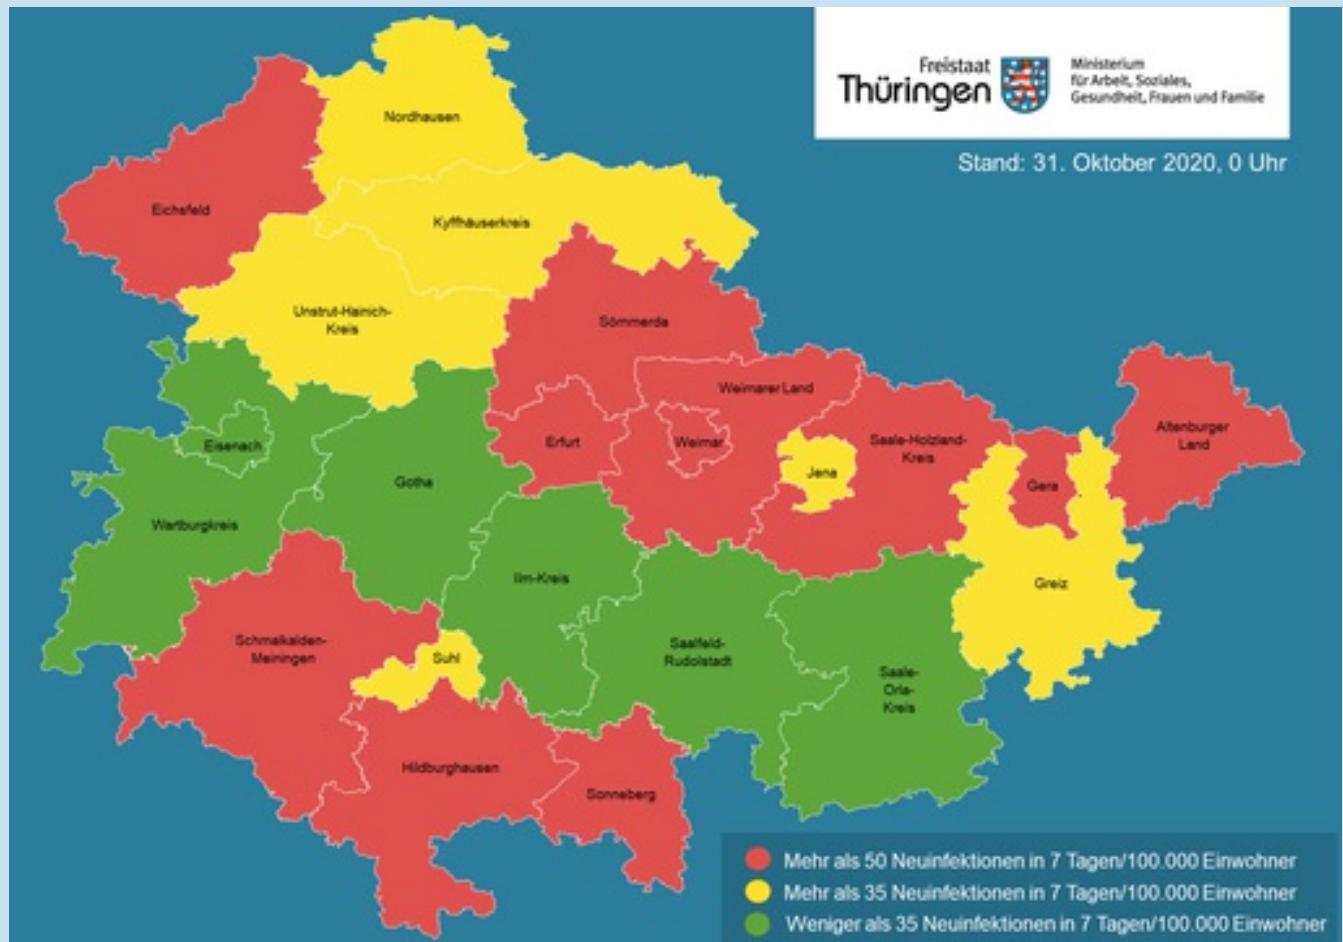 Freistaat
Thüringen
Ministerium
für Arbeit, Soziales,
Gesundheit, Frauen und Familie
Stand: 31. Oktober 2020, 0 Uhr
Nordhausen
Eichsfeld
Kyffhäuserkreis
Unstrut-Hainich-
Kreis
Sömmerda
Weimarer Land
Eisenach
Erfurt
Weimar
Saale-Holzland-
Kreis
Altenburger
Land
Jena
Gera
Gotha
Wartburgkreis
Ilm-Kreis
Greiz
Schmalkalden-
Meiningen
Suhl
Saalfeld-
Rudolstadt
Saale-
Orla-
Kreis
Hildburghausen
Sonneberg
Mehr als 50 Neuinfektionen in 7 Tagen/100.000 Einwohner
Mehr als 35 Neuinfektionen in 7 Tagen/100.000 Einwohner
Weniger als 35 Neuinfektionen in 7 Tagen/100.000 Einwohner